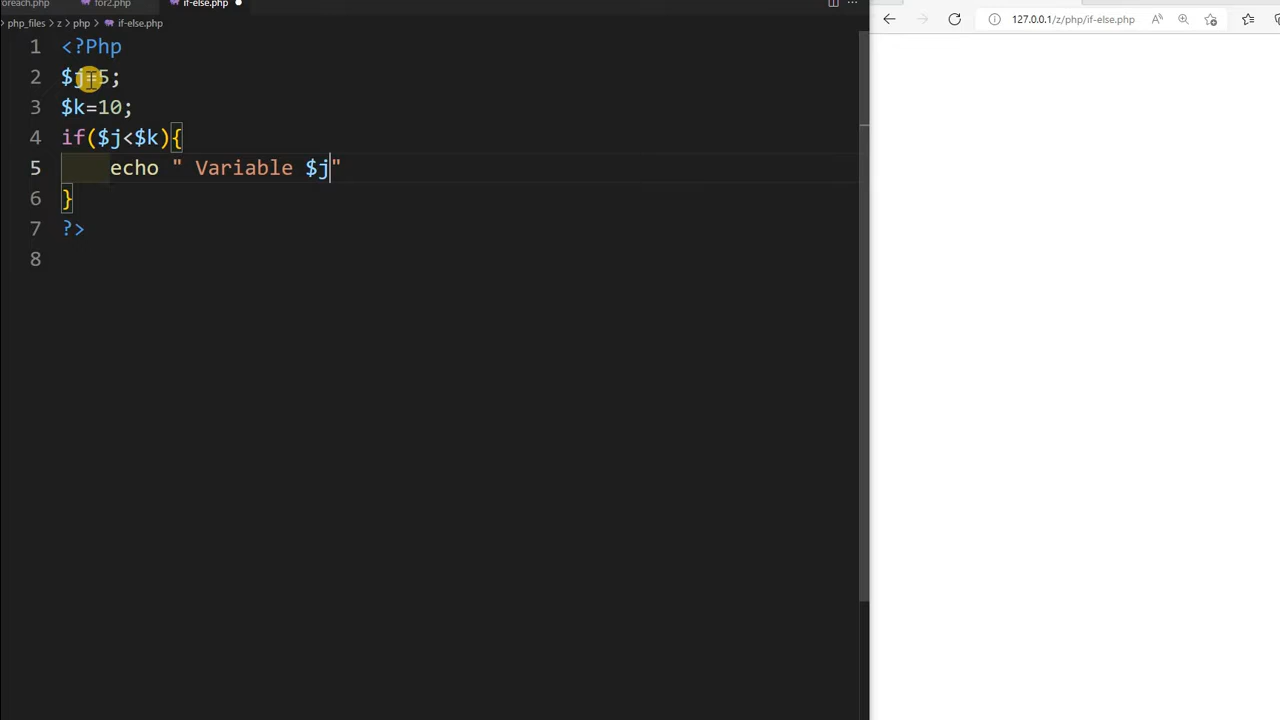 oreach.php for2.php if-else.php
php_files > z > php > if-else.php
127.0.0.1/z/php/if-else.php
1 <?Php
2 $j=5;
3 $k=10;
4 if($j<$k){
5 echo " Variable $j"
6 }
7 ?>
8